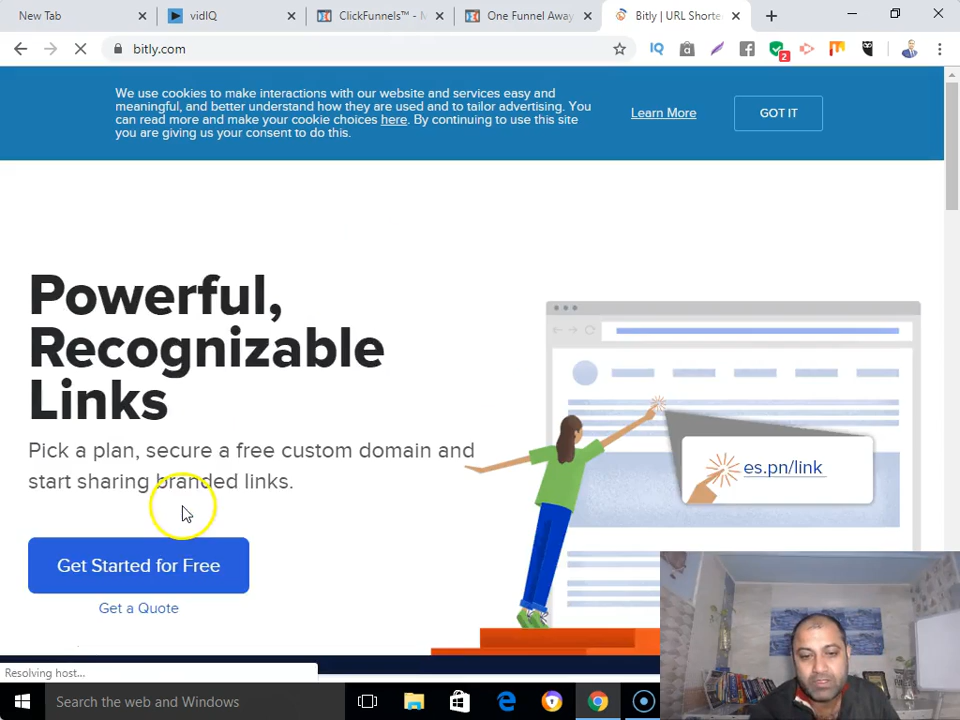 New Tab
vidIQ
ClickFunnels™ - M
One Funnel Away
Bitly | URL Shorte
bitly.com
IQ
2
We use cookies to make interactions with our website and services easy and
meaningful, and better understand how they are used and to tailor advertising. You
can read more and make your cookie choices here. By continuing to use this site
you are giving us your consent to do this.
Learn More
GOT IT
Powerful,
Recognizable
Links
Pick a plan, secure a free custom domain and
start sharing branded links.
es.pn/link
Get Started for Free
Get a Quote
Resolving host...
Search the web and Windows